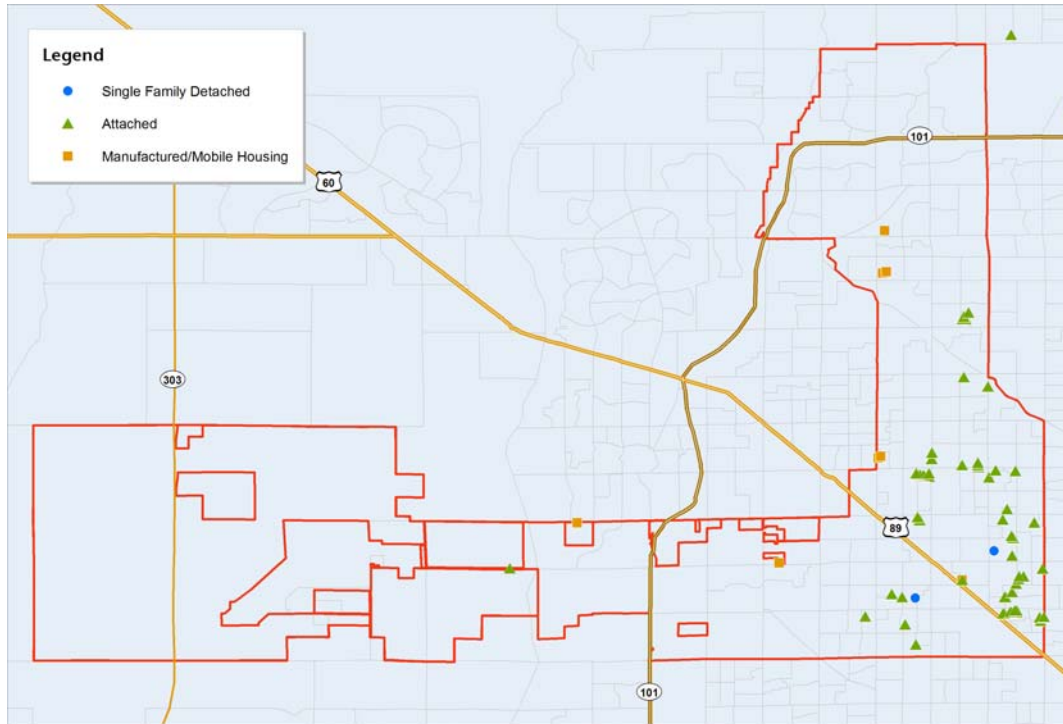 Legend
Single Family Detached
Attached
Manufactured/Mobile Housing
101
60
303
89
101